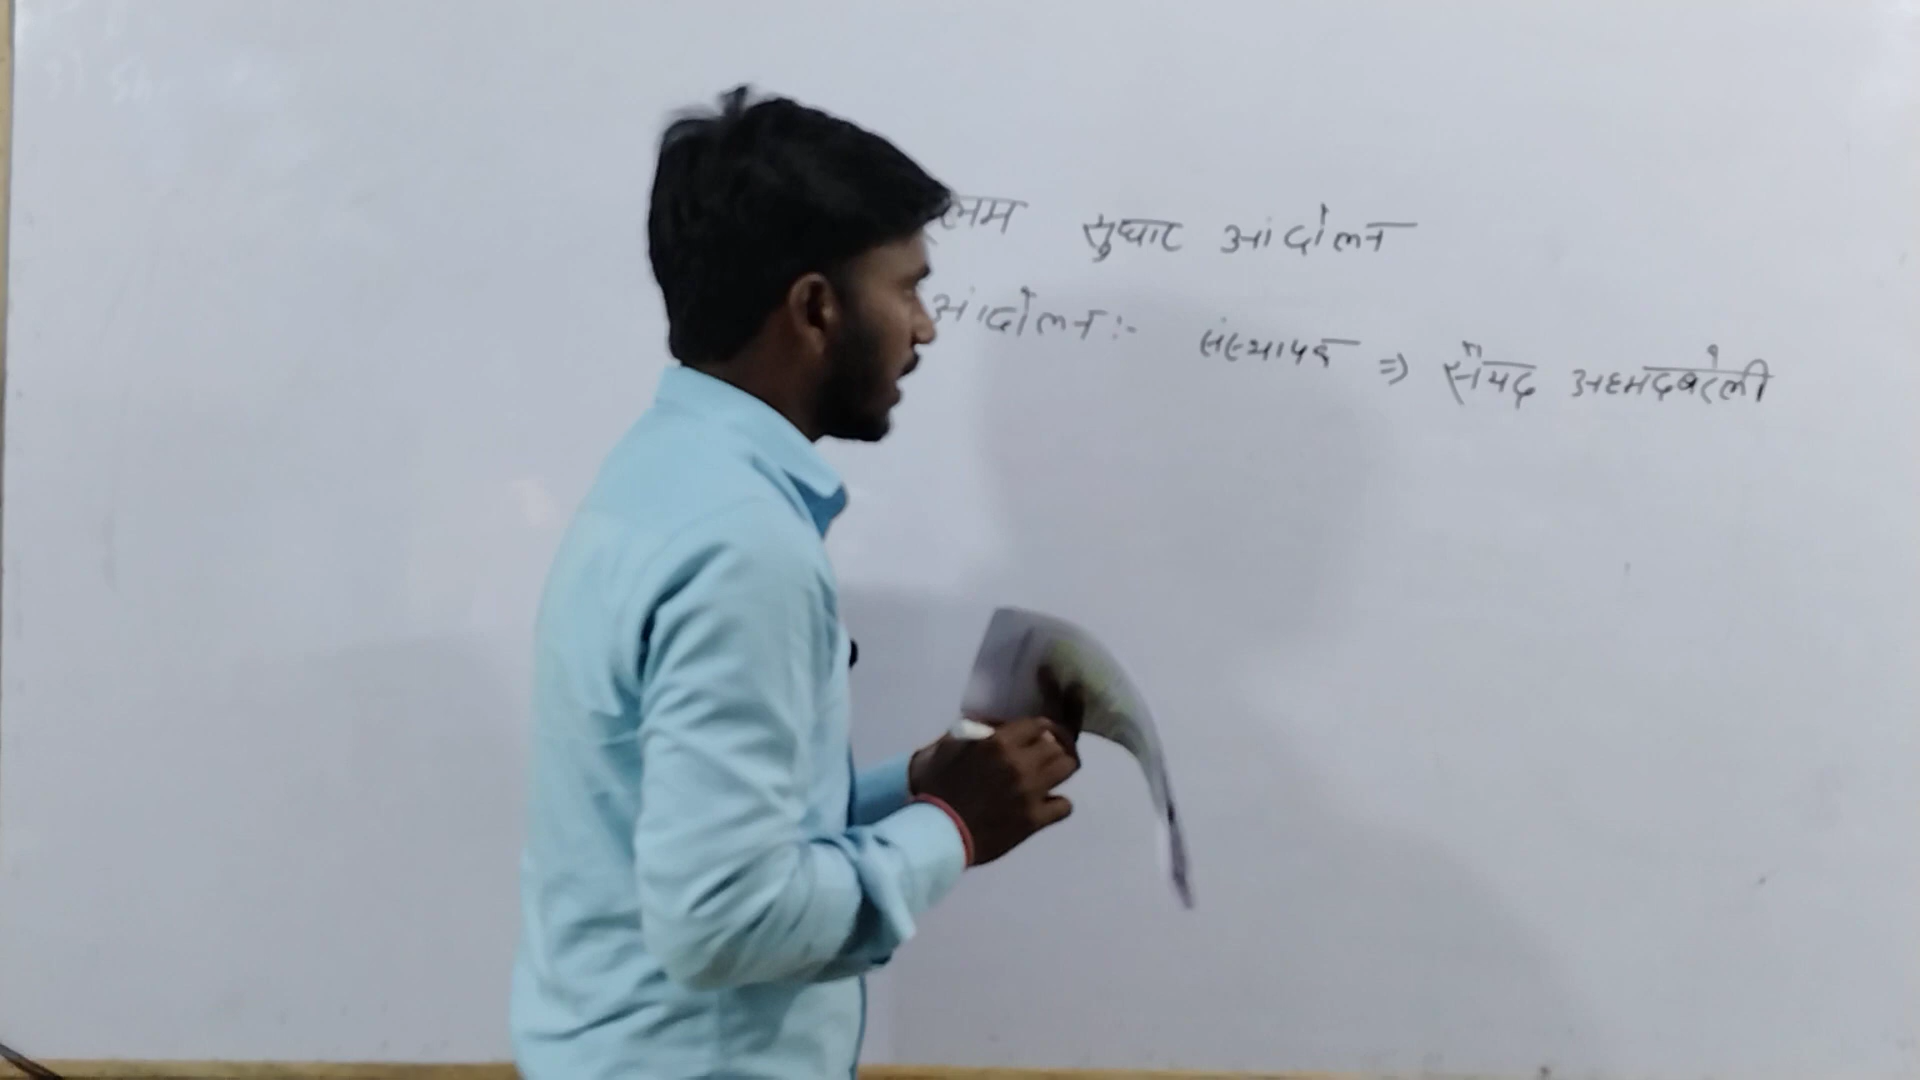 सुधार आंदोलन
आंदोलन :- संस्थापक => सैयद अहमदबरेली